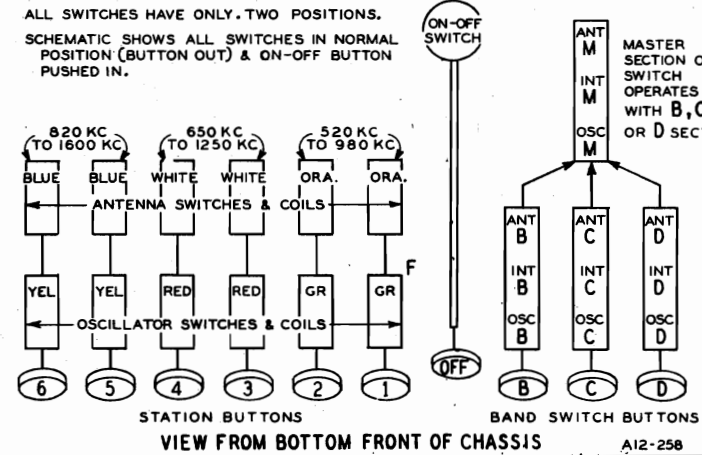 ALL SWITCHES HAVE ONLY. TWO POSITIONS.
SCHEMATIC SHOWS ALL SWITCHES IN NORMAL
POSITION (BUTTON OUT) & ON-OFF BUTTON
PUSHED IN.
ON-OFF
SWITCH
ANT
M
INT
M
OSC
M
MASTER
SECTION O
SWITCH
OPERATES
WITH B, C
OR D SEC
820 KC
TO 1600 KC
650 KC
TO 1250 KC
520 KC
TO 980 KC
BLUE BLUE WHITE WHITE ORA. ORA.
ANTENNA SWITCHES & COILS
F
YEL YEL RED RED GR GR
OSCILLATOR SWITCHES & COILS
6 5 4 3 2 1
OFF
ANT ANT ANT
B C D
INT INT INT
B C D
OSC OSC OSC
B C D
B C D
STATION BUTTONS
BAND SWITCH BUTTONS
VIEW FROM BOTTOM FRONT OF CHASSIS
A12-258